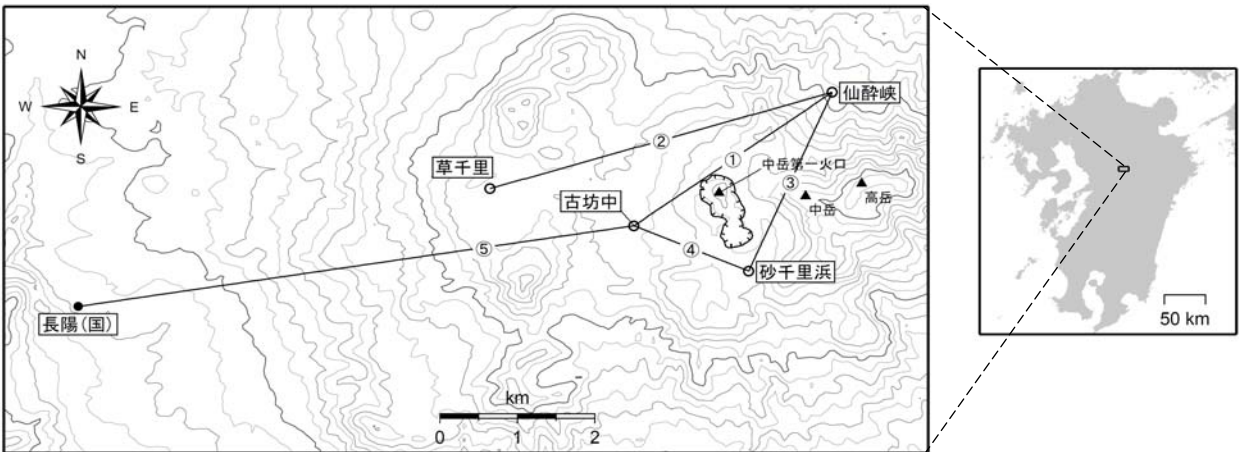 N
W E
S
仙酔峡
②
草千里
①
中岳第一火口
③
高岳
中岳
古坊中
⑤
④
砂千里浜
長陽(国)
km
0 1 2
50 km